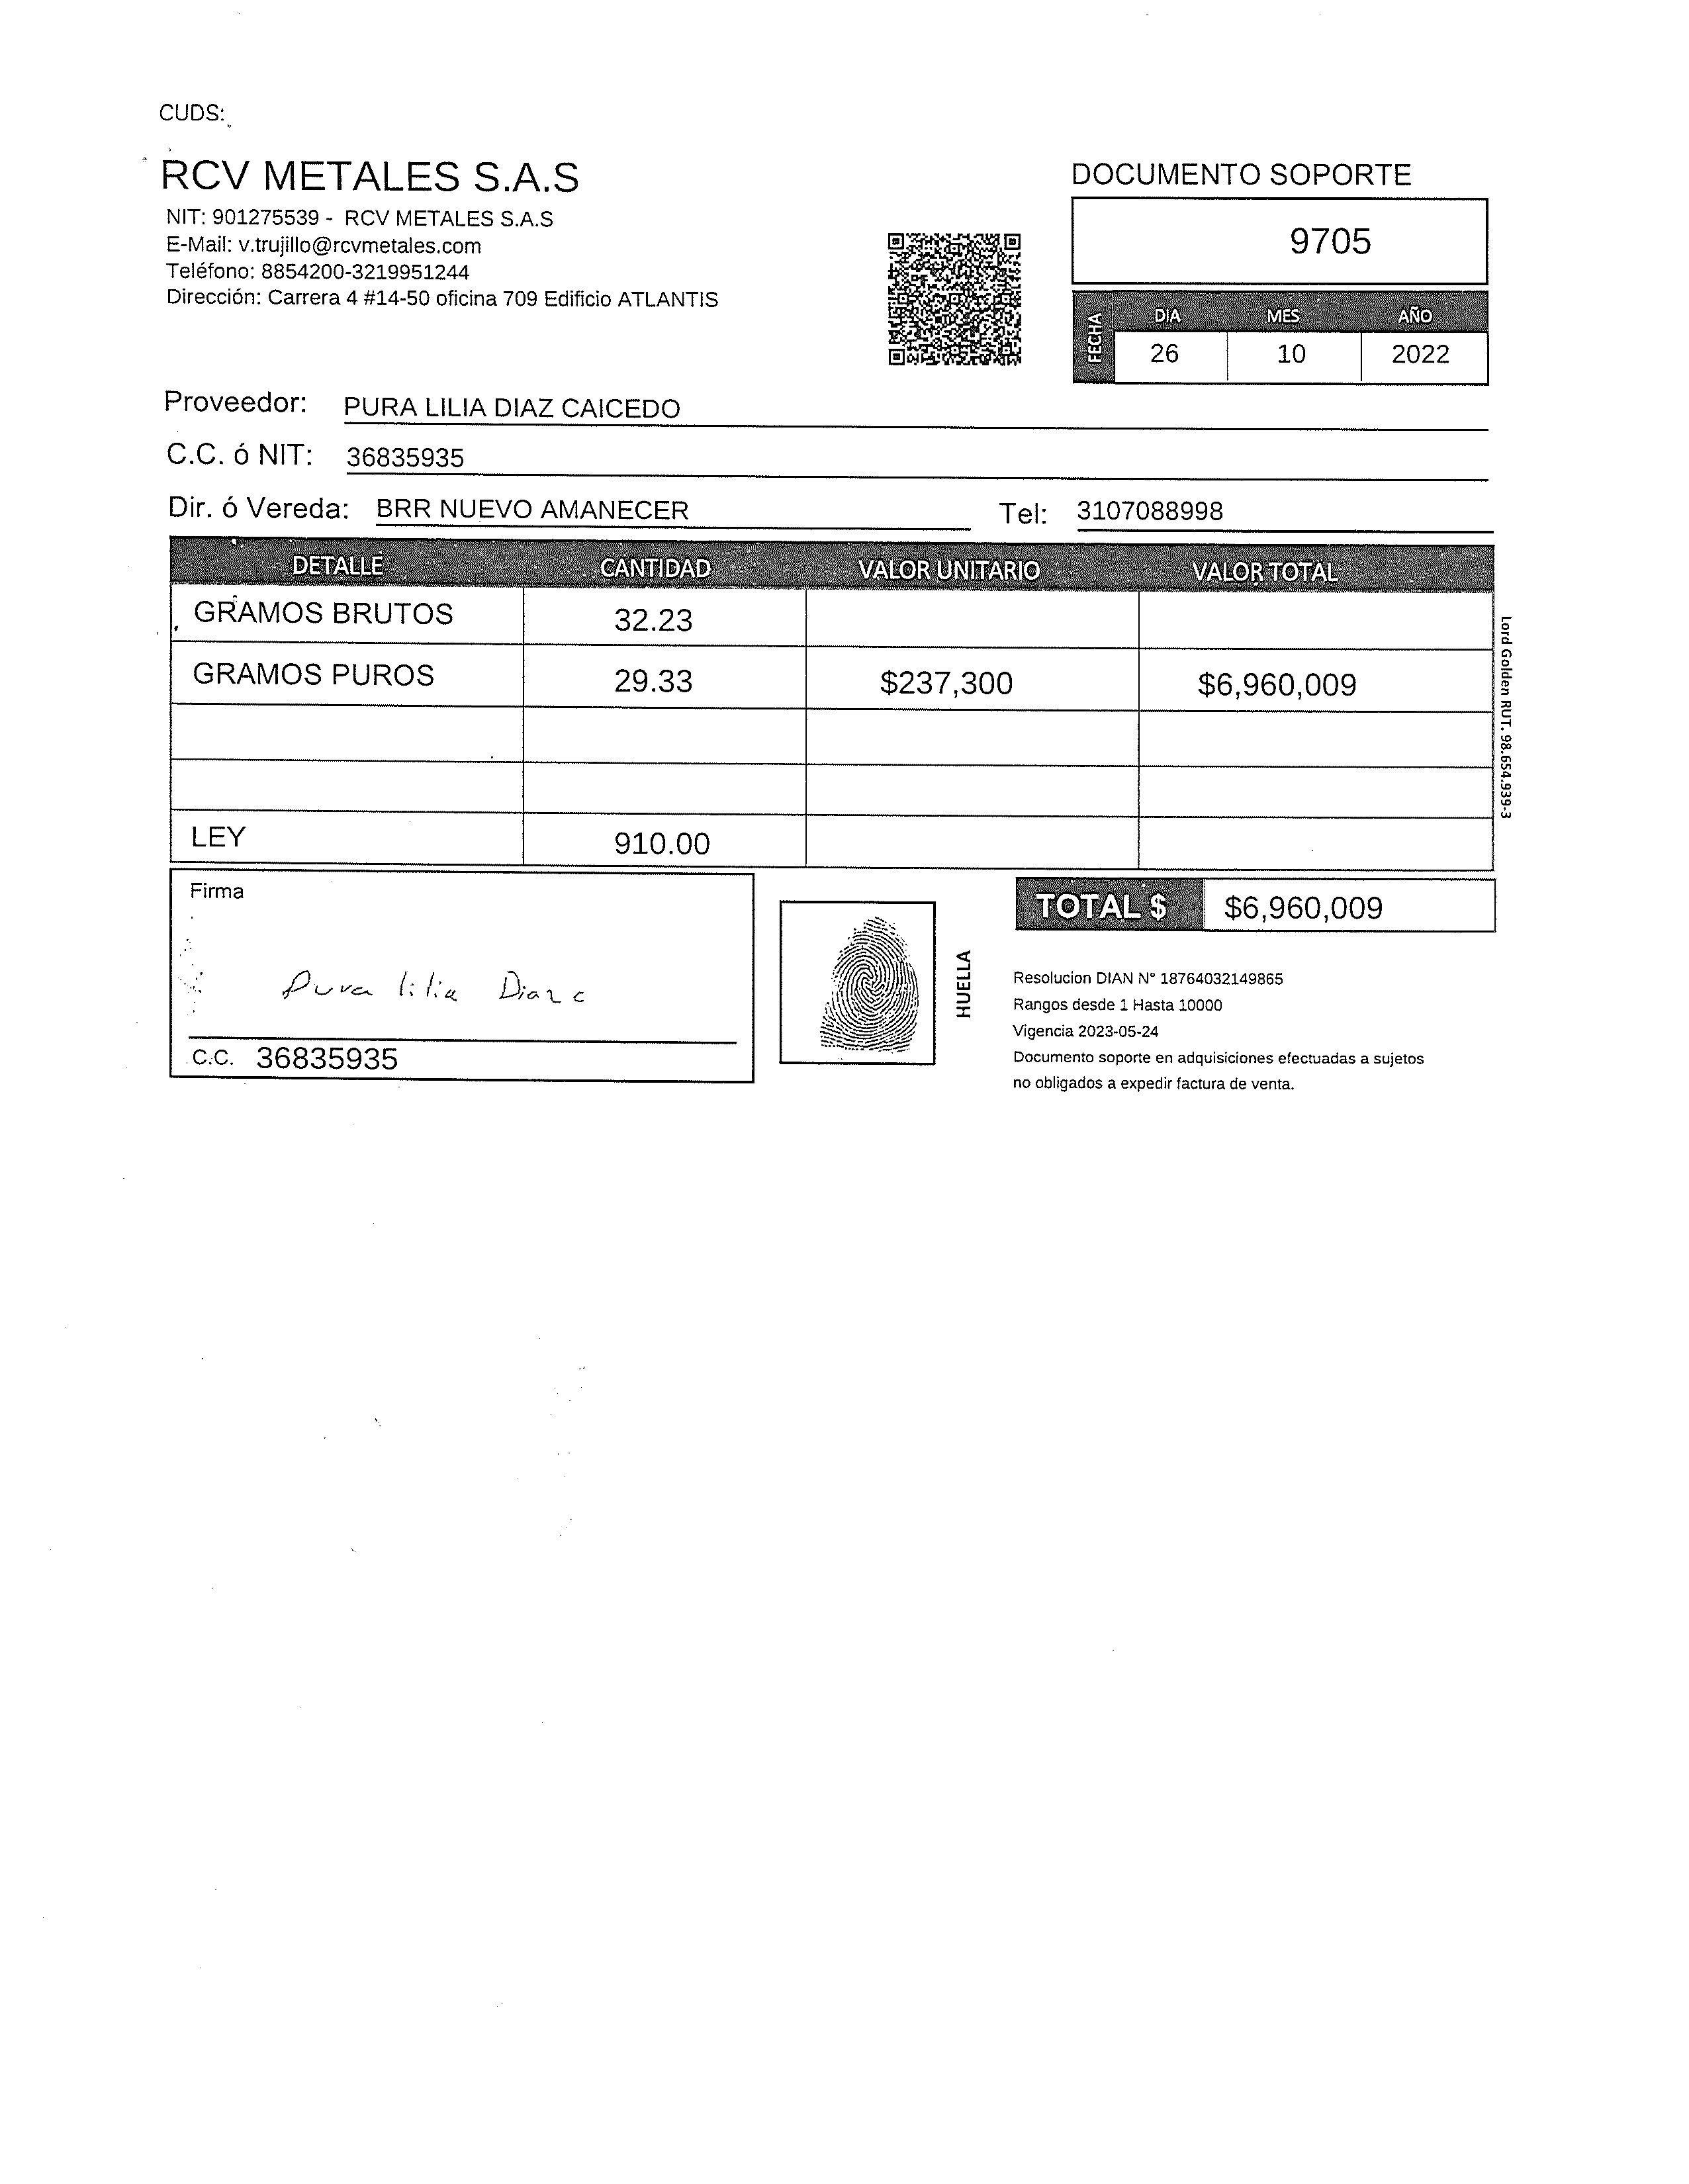 CUDS:
RCV METALES S.A.S
NIT: 901275539 - RCV METALES S.A.S
E-Mail: v.trujillo@rcvmetales.com
Teléfono: 8854200-3219951244
Dirección: Carrera 4 #14-50 oficina 709 Edificio ATLANTIS
DOCUMENTO SOPORTE
9705
FECHA
DIA MES AÑO
26 10 2022
Proveedor: PURA LILIA DIAZ CAICEDO
C.C. ó NIT: 36835935
Dir. ó Vereda: BRR NUEVO AMANECER Tel: 3107088998
DETALLE CANTIDAD VALOR UNITARIO VALOR TOTAL
GRAMOS BRUTOS 32.23
GRAMOS PUROS 29.33 $237,300 $6,960,009
LEY 910.00
Lord Golden RUT. 98.654.939-3
Firma
Pura lilia Diaz c
C.C. 36835935
HUELLA
TOTAL $ $6,960,009
Resolucion DIAN N° 18764032149865
Rangos desde 1 Hasta 10000
Vigencia 2023-05-24
Documento soporte en adquisiciones efectuadas a sujetos
no obligados a expedir factura de venta.